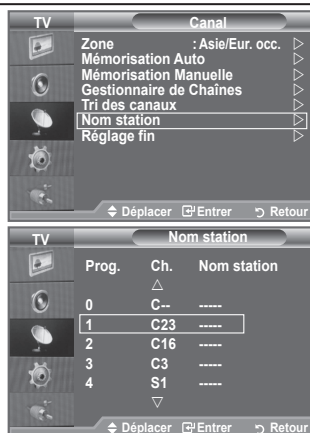 TV Canal
Zone : Asie/Eur. occ.
Mémorisation Auto
Mémorisation Manuelle
Gestionnaire de Chaînes
Tri des canaux
Nom station
Réglage fin
Déplacer Entrer Retour
TV Nom station
Prog. Ch. Nom station
0 C-- -----
1 C23 -----
2 C16 -----
3 C3 -----
4 S1 -----
Déplacer Entrer Retour